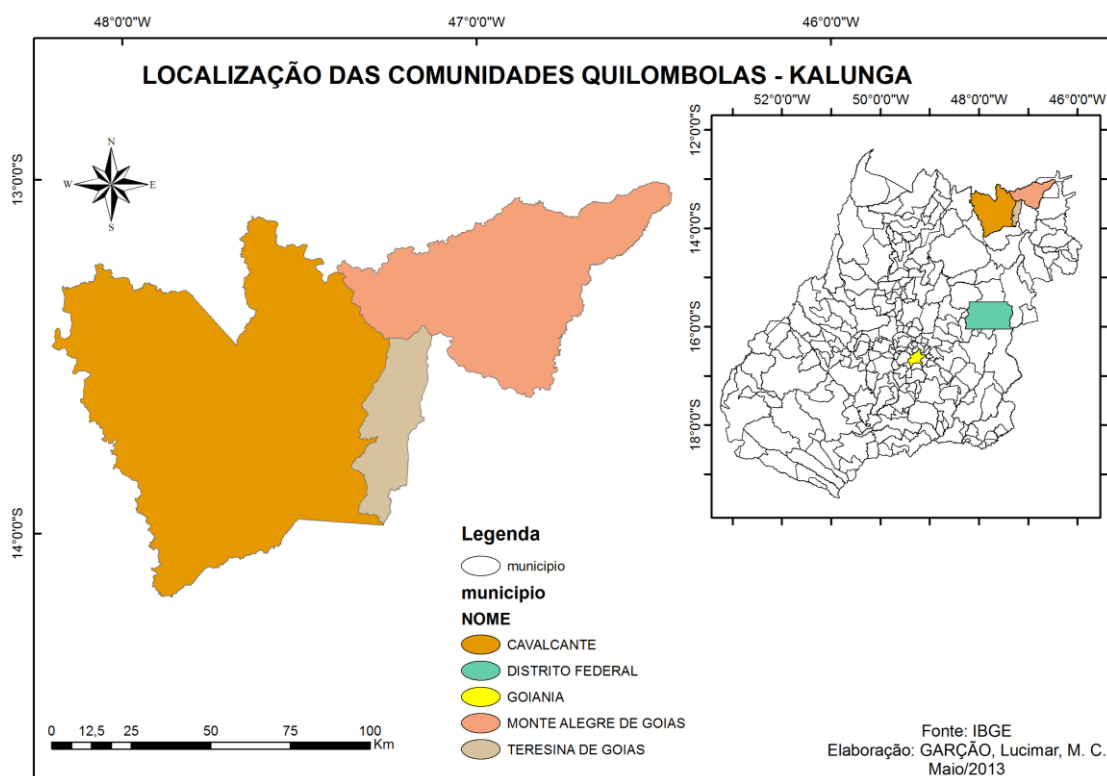 48°0'0"W 47°0'0"W 46°0'0"W
LOCALIZAÇÃO DAS COMUNIDADES QUILOMBOLAS - KALUNGA
52°0'0"W 50°0'0"W 48°0'0"W 46°0'0"W
N
W E
S
13°0'0"S
14°0'0"S
12°0'0"S
14°0'0"S
16°0'0"S
18°0'0"S
Legenda
municipio
municipio
NOME
CAVALCANTE
DISTRITO FEDERAL
GOIANIA
MONTE ALEGRE DE GOIAS
TERESINA DE GOIAS
0 12,5 25 50 75 100
Km
Fonte: IBGE
Elaboração: GARÇÃO, Lucimar, M. C.
Maio/2013